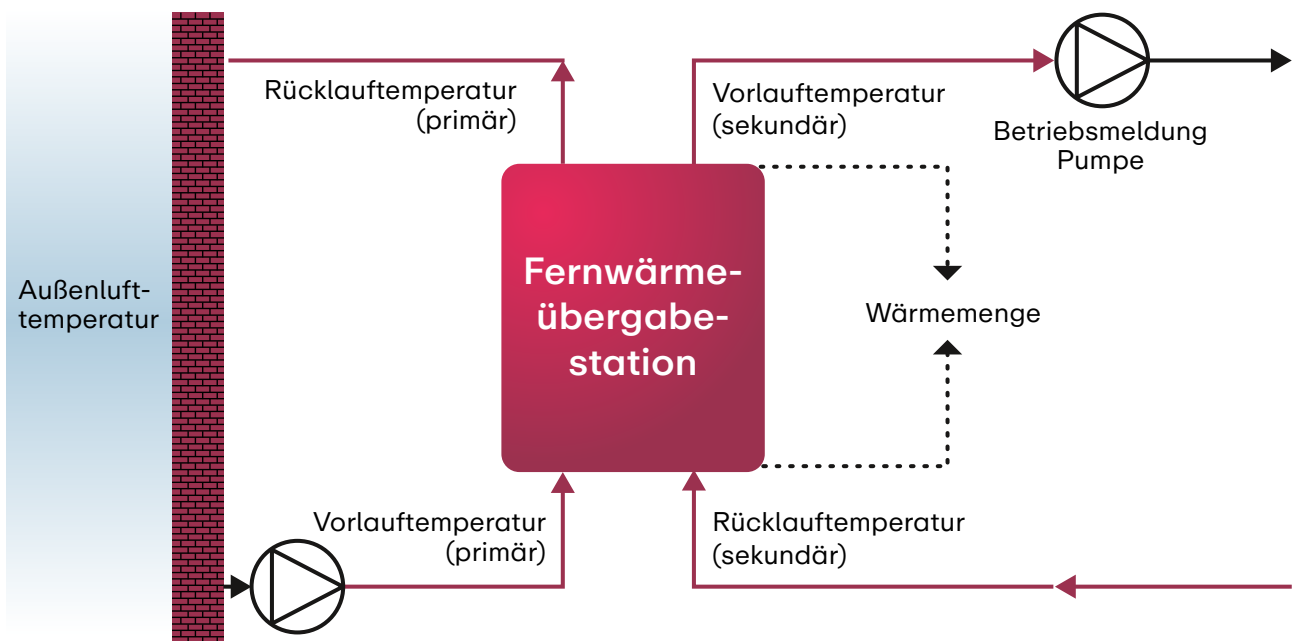 Rücklauftemperatur
(primär)
Vorlauftemperatur
(sekundär)
Betriebsmeldung
Pumpe
Außenluft-
temperatur
Fernwärme-
übergabe-
station
Wärmemenge
Vorlauftemperatur
(primär)
Rücklauftemperatur
(sekundär)